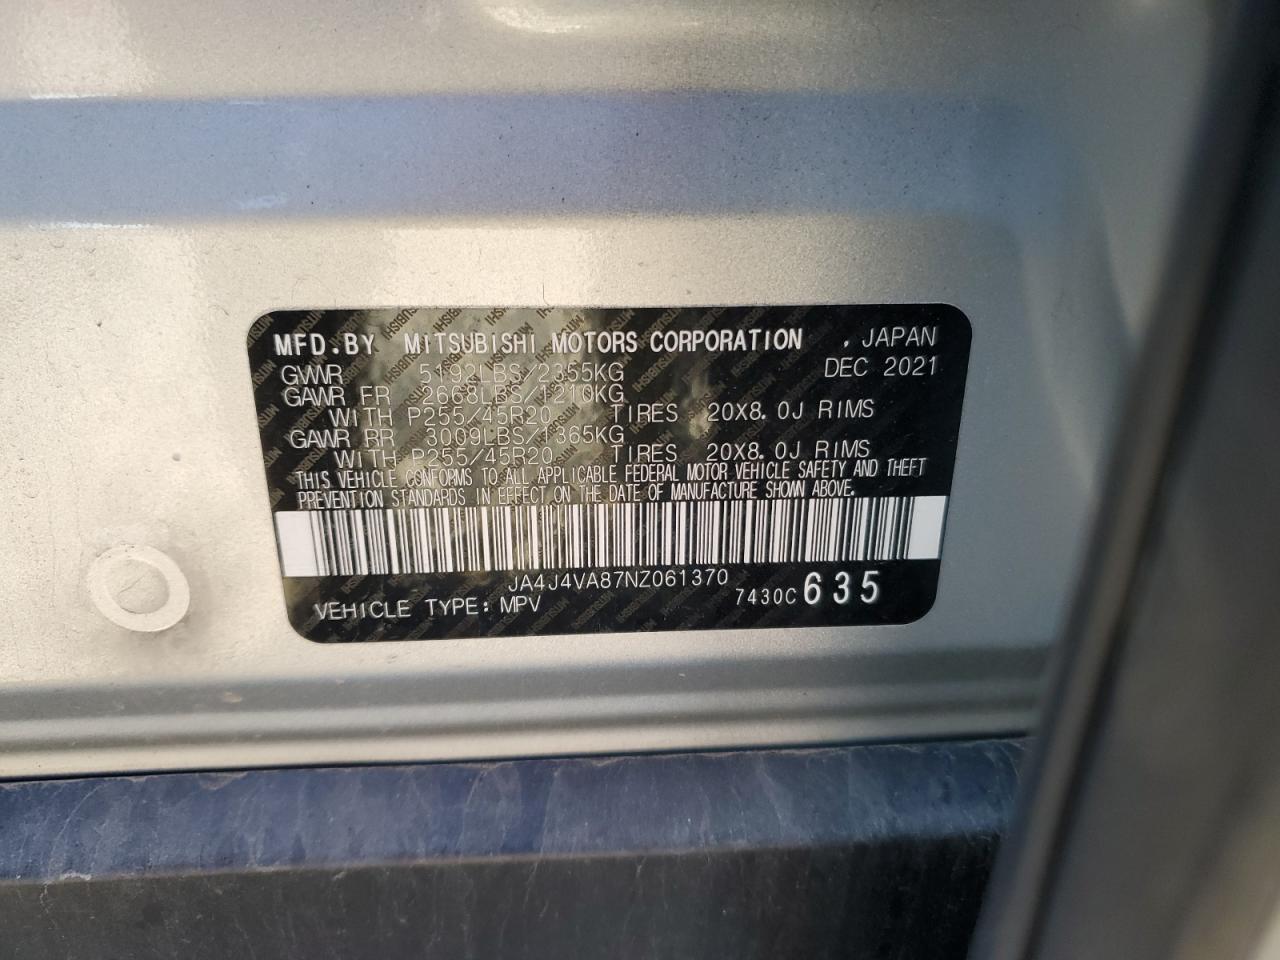 MFD.BY MITSUBISHI MOTORS CORPORATION , JAPAN
GVWR 5192LBS/2355KG DEC 2021
GAWR FR 2668LBS/1210KG
WITH P255/45R20 TIRES 20X8.0J RIMS
GAWR RR 3009LBS/1365KG
WITH P255/45R20 TIRES 20X8.0J RIMS
THIS VEHICLE CONFORMS TO ALL APPLICABLE FEDERAL MOTOR VEHICLE SAFETY AND THEFT
PREVENTION STANDARDS IN EFFECT ON THE DATE OF MANUFACTURE SHOWN ABOVE.
JA4J4VA87NZ061370
VEHICLE TYPE: MPV 7430C635